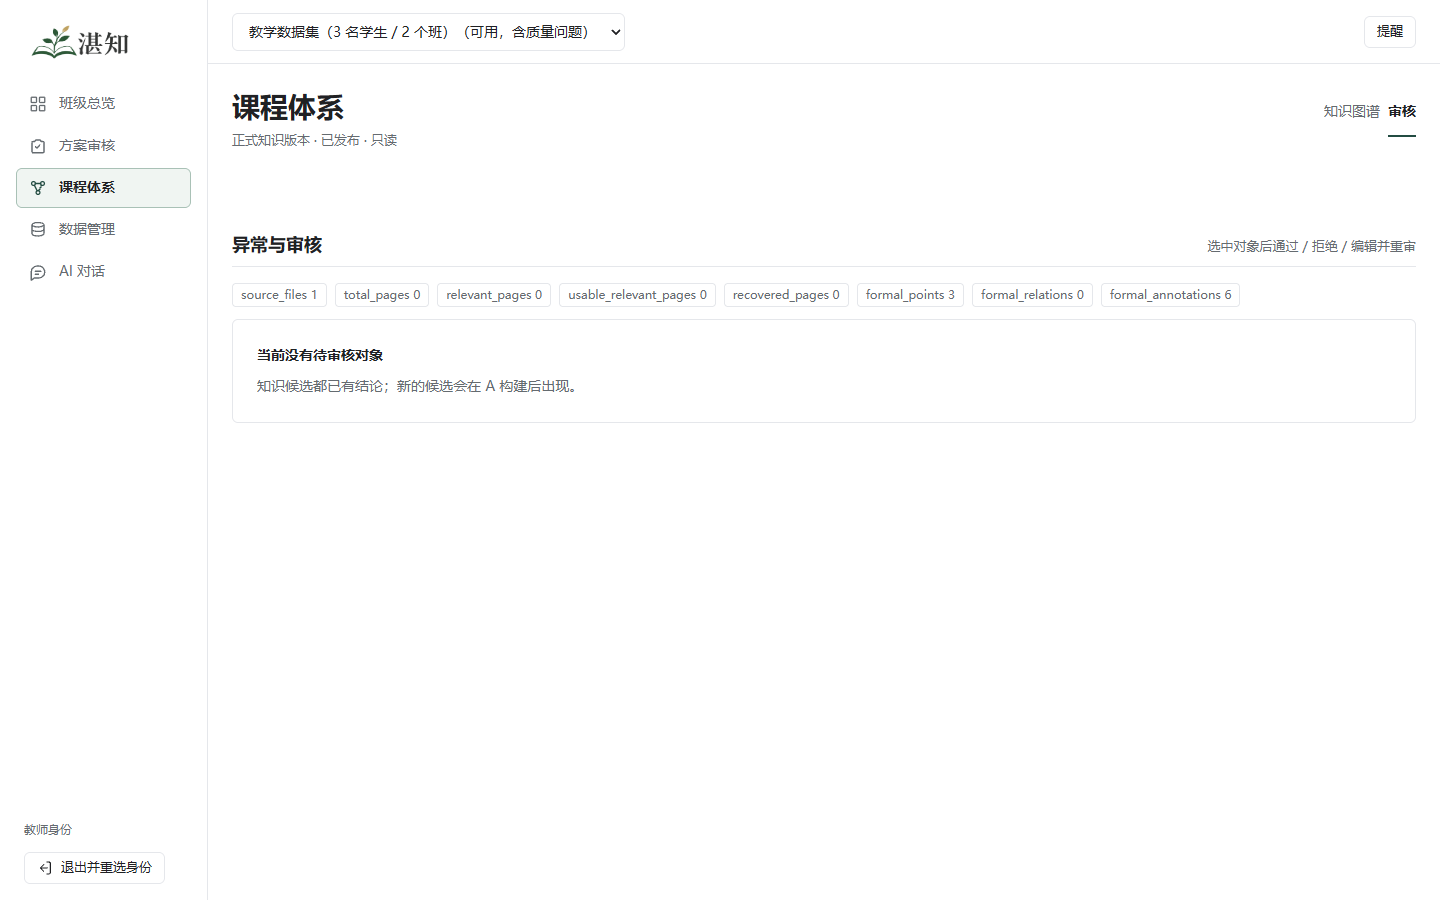 湛知
教学数据集（3 名学生 / 2 个班）（可用，含质量问题）
提醒
班级总览
方案审核
课程体系
数据管理
AI 对话
课程体系
正式知识版本 · 已发布 · 只读
知识图谱 审核
异常与审核
选中对象后通过 / 拒绝 / 编辑并重审
source_files 1 total_pages 0 relevant_pages 0 usable_relevant_pages 0 recovered_pages 0 formal_points 3 formal_relations 0 formal_annotations 6
当前没有待审核对象
知识候选都已有结论；新的候选会在 A 构建后出现。
教师身份
退出并重选身份